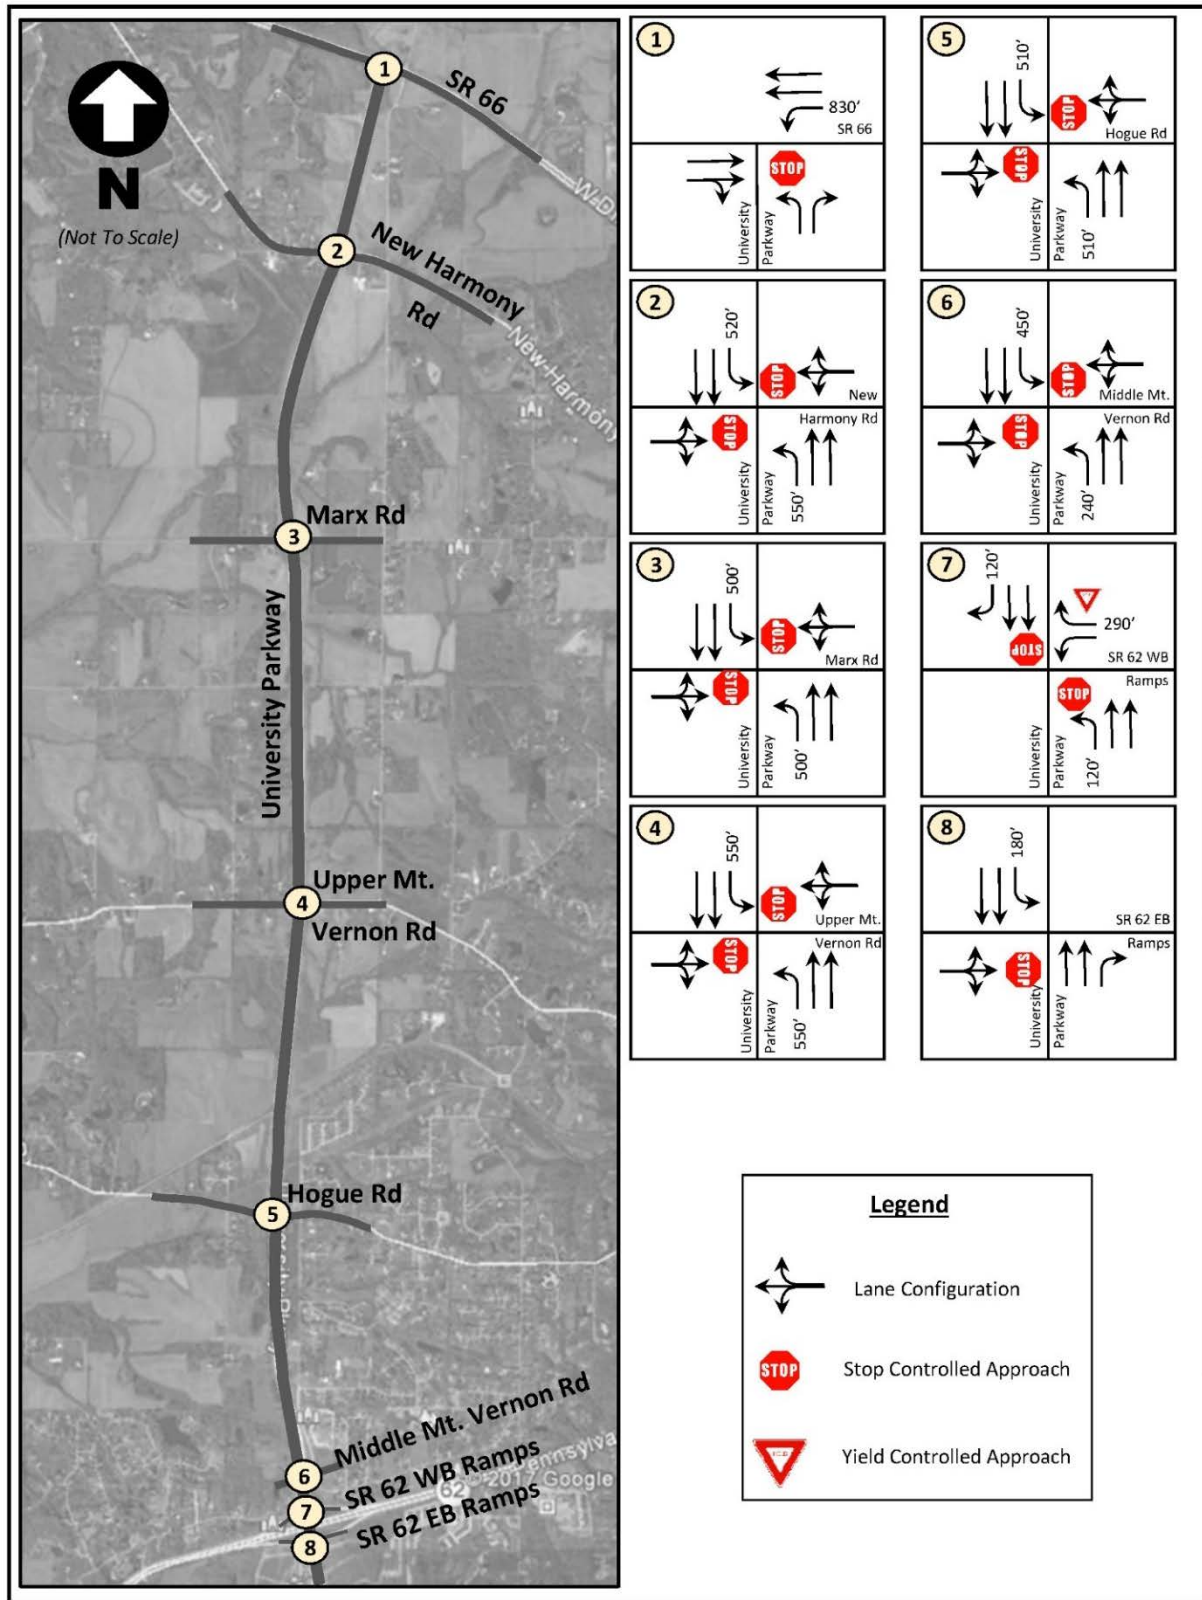 N
(Not To Scale)
1
SR 66
W-Di
2
New Harmony
Rd
New-Harmony
3
Marx Rd
University Parkway
4
Upper Mt.
Vernon Rd
5
Hogue Rd
6
Middle Mt. Vernon Rd
7
SR 62 WB Ramps
8
SR 62 EB Ramps
62
ennsylva
2017 Google
1
830'
SR 66
STOP
University
Parkway
2
520'
STOP
New
Harmony Rd
STOP
University
Parkway
550'
3
500'
STOP
Marx Rd
STOP
University
Parkway
500'
4
550'
STOP
Upper Mt.
Vernon Rd
STOP
University
Parkway
550'
5
510'
STOP
Hogue Rd
STOP
University
Parkway
510'
6
450'
STOP
Middle Mt.
Vernon Rd
STOP
University
Parkway
240'
7
120'
STOP
290'
SR 62 WB
Ramps
STOP
University
Parkway
120'
8
180'
SR 62 EB
Ramps
STOP
University
Parkway
Legend
Lane Configuration
STOP
Stop Controlled Approach
Yield Controlled Approach